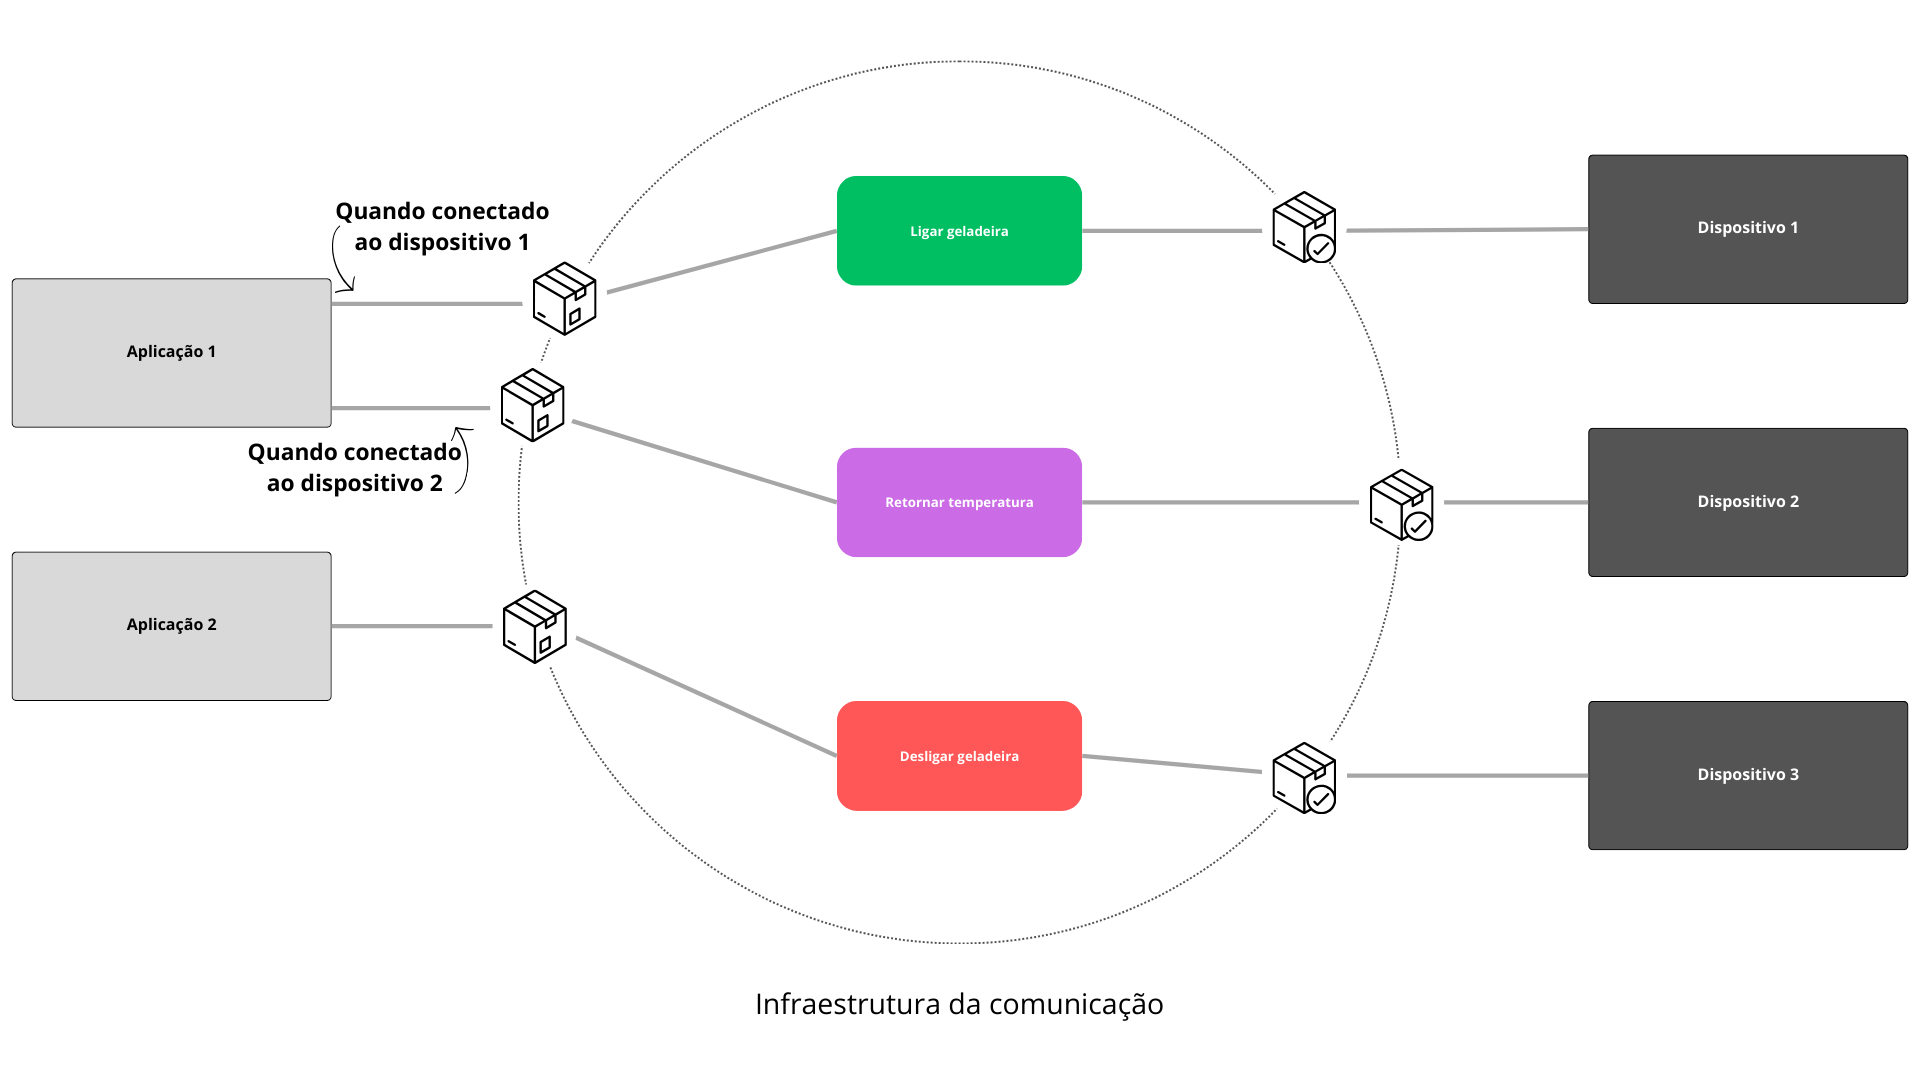 Quando conectado
ao dispositivo 1
Ligar geladeira
Dispositivo 1
Aplicação 1
Quando conectado
ao dispositivo 2
Retornar temperatura
Dispositivo 2
Aplicação 2
Desligar geladeira
Dispositivo 3
Infraestrutura da comunicação